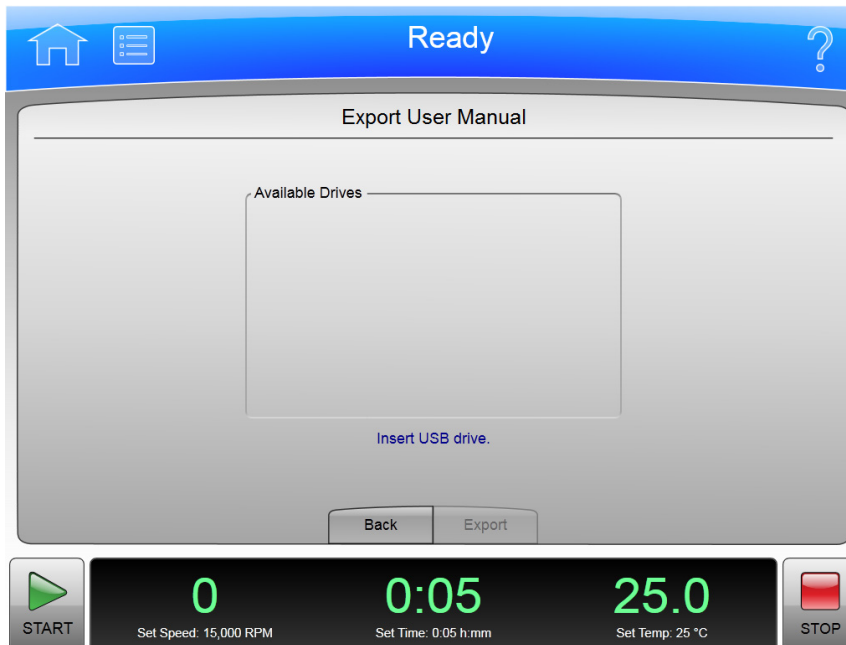 Ready
?
Export User Manual
Available Drives
Insert USB drive.
Back Export
0 0:05 25.0
START Set Speed: 15,000 RPM Set Time: 0:05 h:mm Set Temp: 25 °C STOP